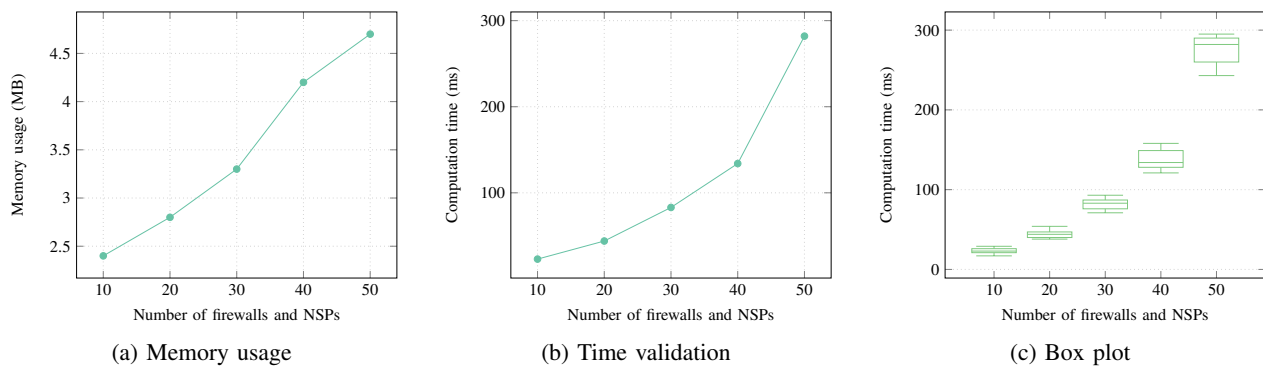 4.5
4
3.5
3
2.5
Memory usage (MB)
10 20 30 40 50
Number of firewalls and NSPs
(a) Memory usage
300
200
100
Computation time (ms)
10 20 30 40 50
Number of firewalls and NSPs
(b) Time validation
300
200
100
0
Computation time (ms)
10 20 30 40 50
Number of firewalls and NSPs
(c) Box plot